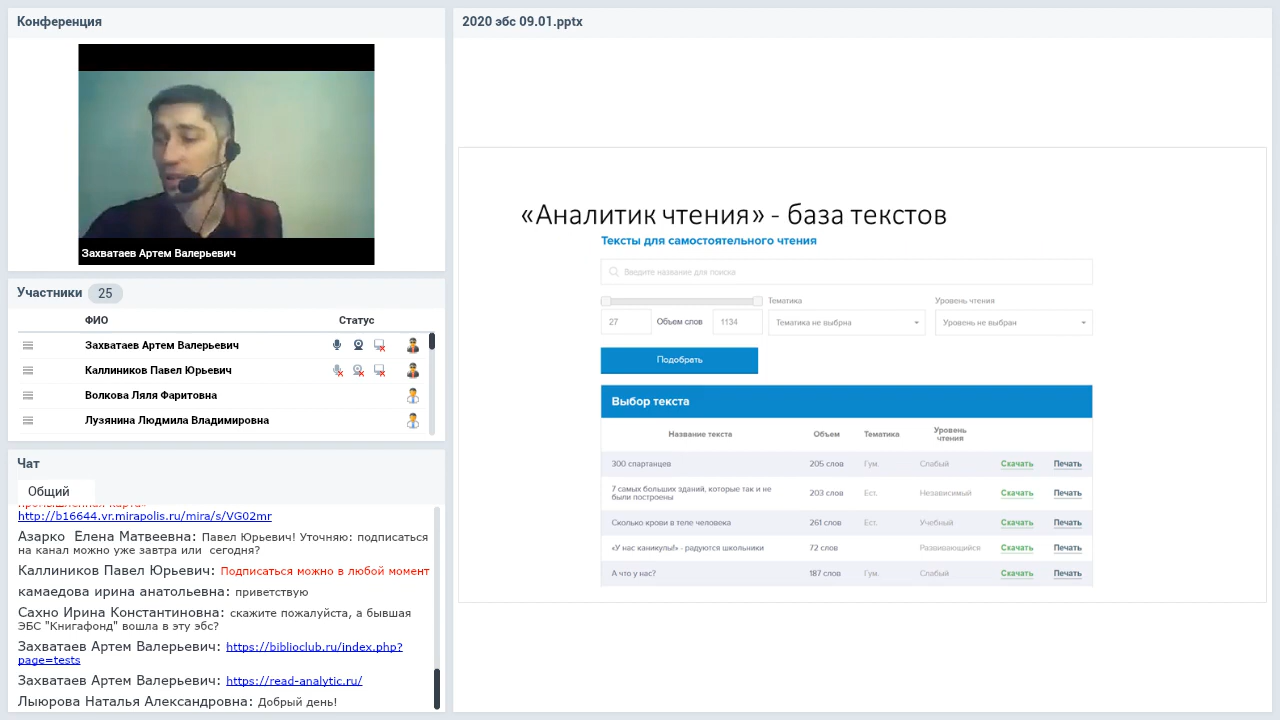 Конференция
Захватаев Артем Валерьевич
Участники 25
ФИО Статус
Захватаев Артем Валерьевич
Каллиников Павел Юрьевич
Волкова Ляля Фаритовна
Лузянина Людмила Владимировна
Чат
Общий
http://b16644.vr.mirapolis.ru/mira/s/VG02mr
Азарко Елена Матвеевна: Павел Юрьевич! Уточняю: подписаться
на канал можно уже завтра или сегодня?
Каллиников Павел Юрьевич: Подписаться можно в любой момент
камаедова ирина анатольевна: приветствую
Сахно Ирина Константиновна: скажите пожалуйста, а бывшая
ЭБС "Книгафонд" вошла в эту эбс?
Захватаев Артем Валерьевич: https://biblioclub.ru/index.php?
page=tests
Захватаев Артем Валерьевич: https://read-analytic.ru/
Лыюрова Наталья Александровна: Добрый день!
2020 эбс 09.01.pptx
«Аналитик чтения» - база текстов
Тексты для самостоятельного чтения
Введите название для поиска
Тематика Уровень чтения
27 Объем слов 1134 Тематика не выбрна Уровень не выбран
Подобрать
Выбор текста
Название текста Объем Тематика Уровень
чтения
300 спартанцев 205 слов Гум. Слабый Скачать Печать
7 самых больших зданий, которые так и не
были построены 203 слов Ест. Независимый Скачать Печать
Сколько крови в теле человека 261 слов Ест. Учебный Скачать Печать
«У нас каникулы!» - радуются школьники 72 слов Развивающийся Скачать Печать
А что у нас? 187 слов Гум. Слабый Скачать Печать